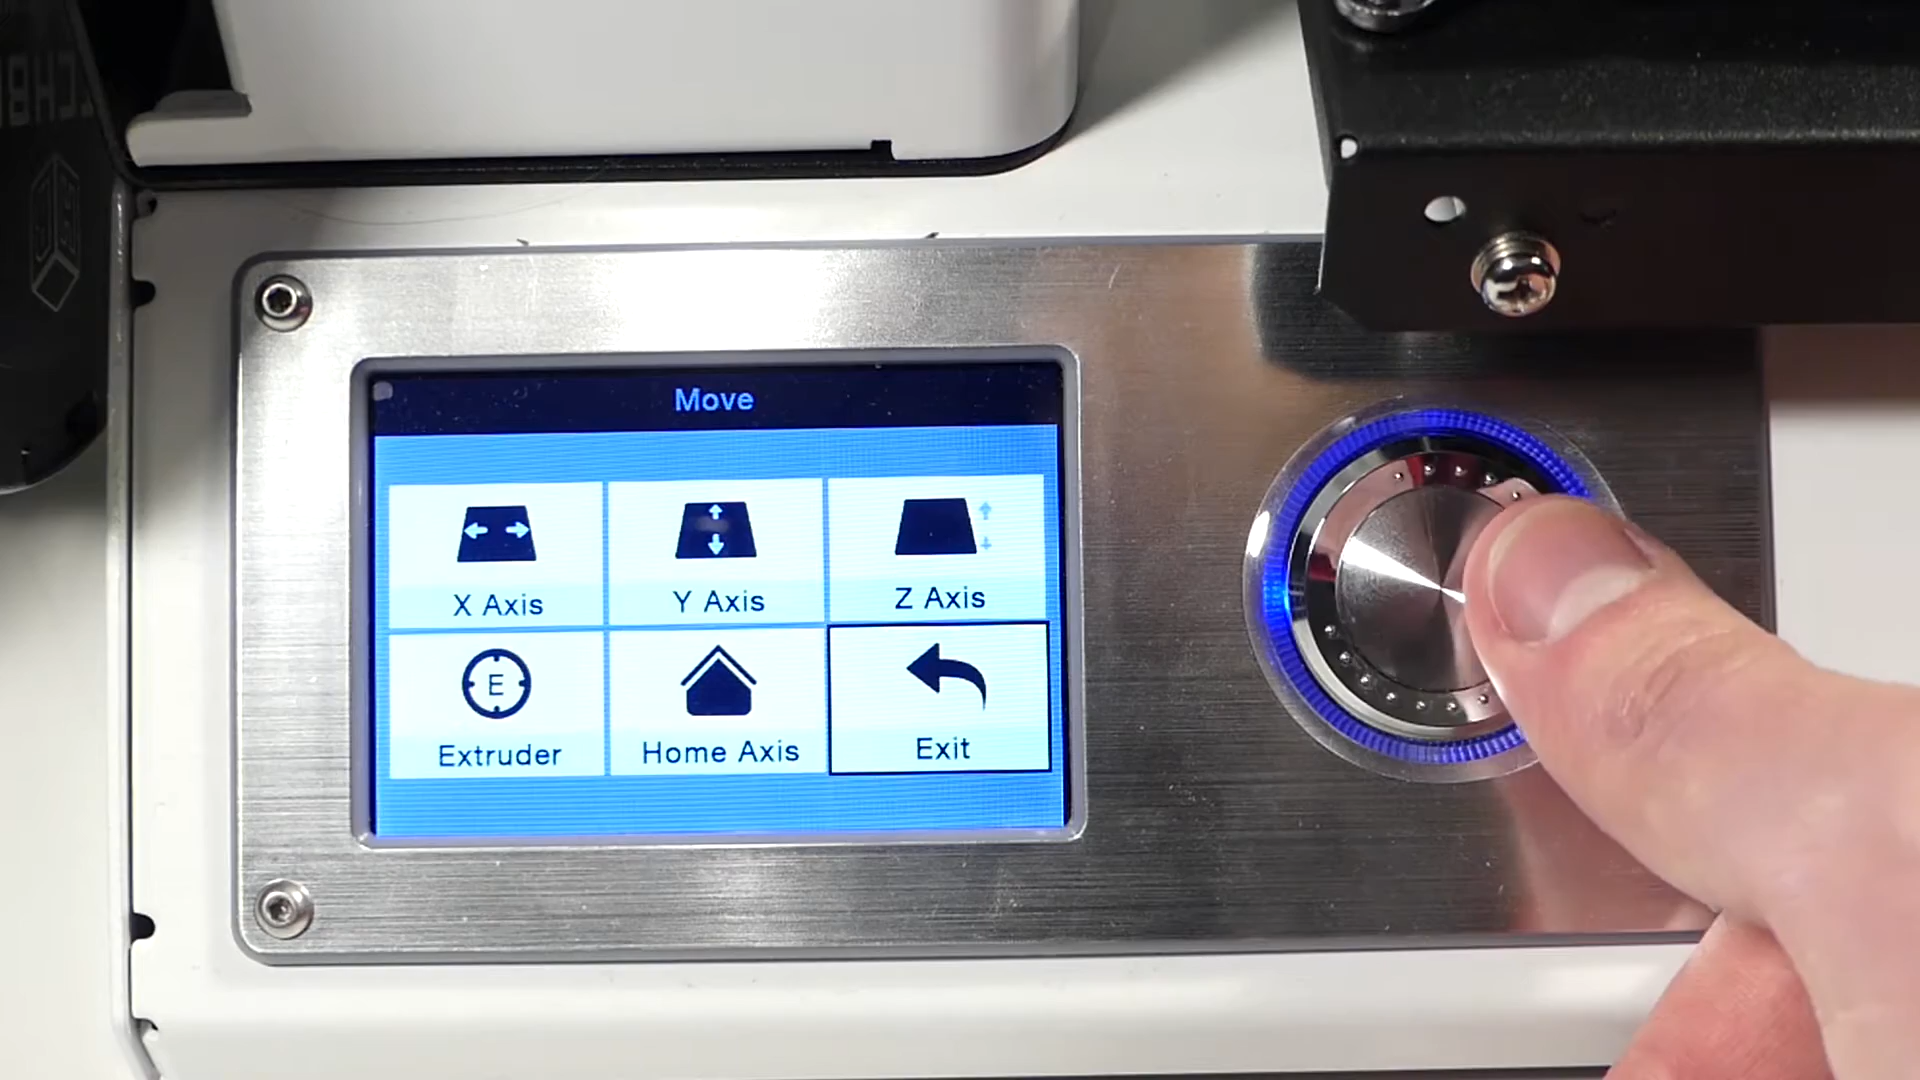 Move
X Axis
Y Axis
Z Axis
E
Extruder
Home Axis
Exit